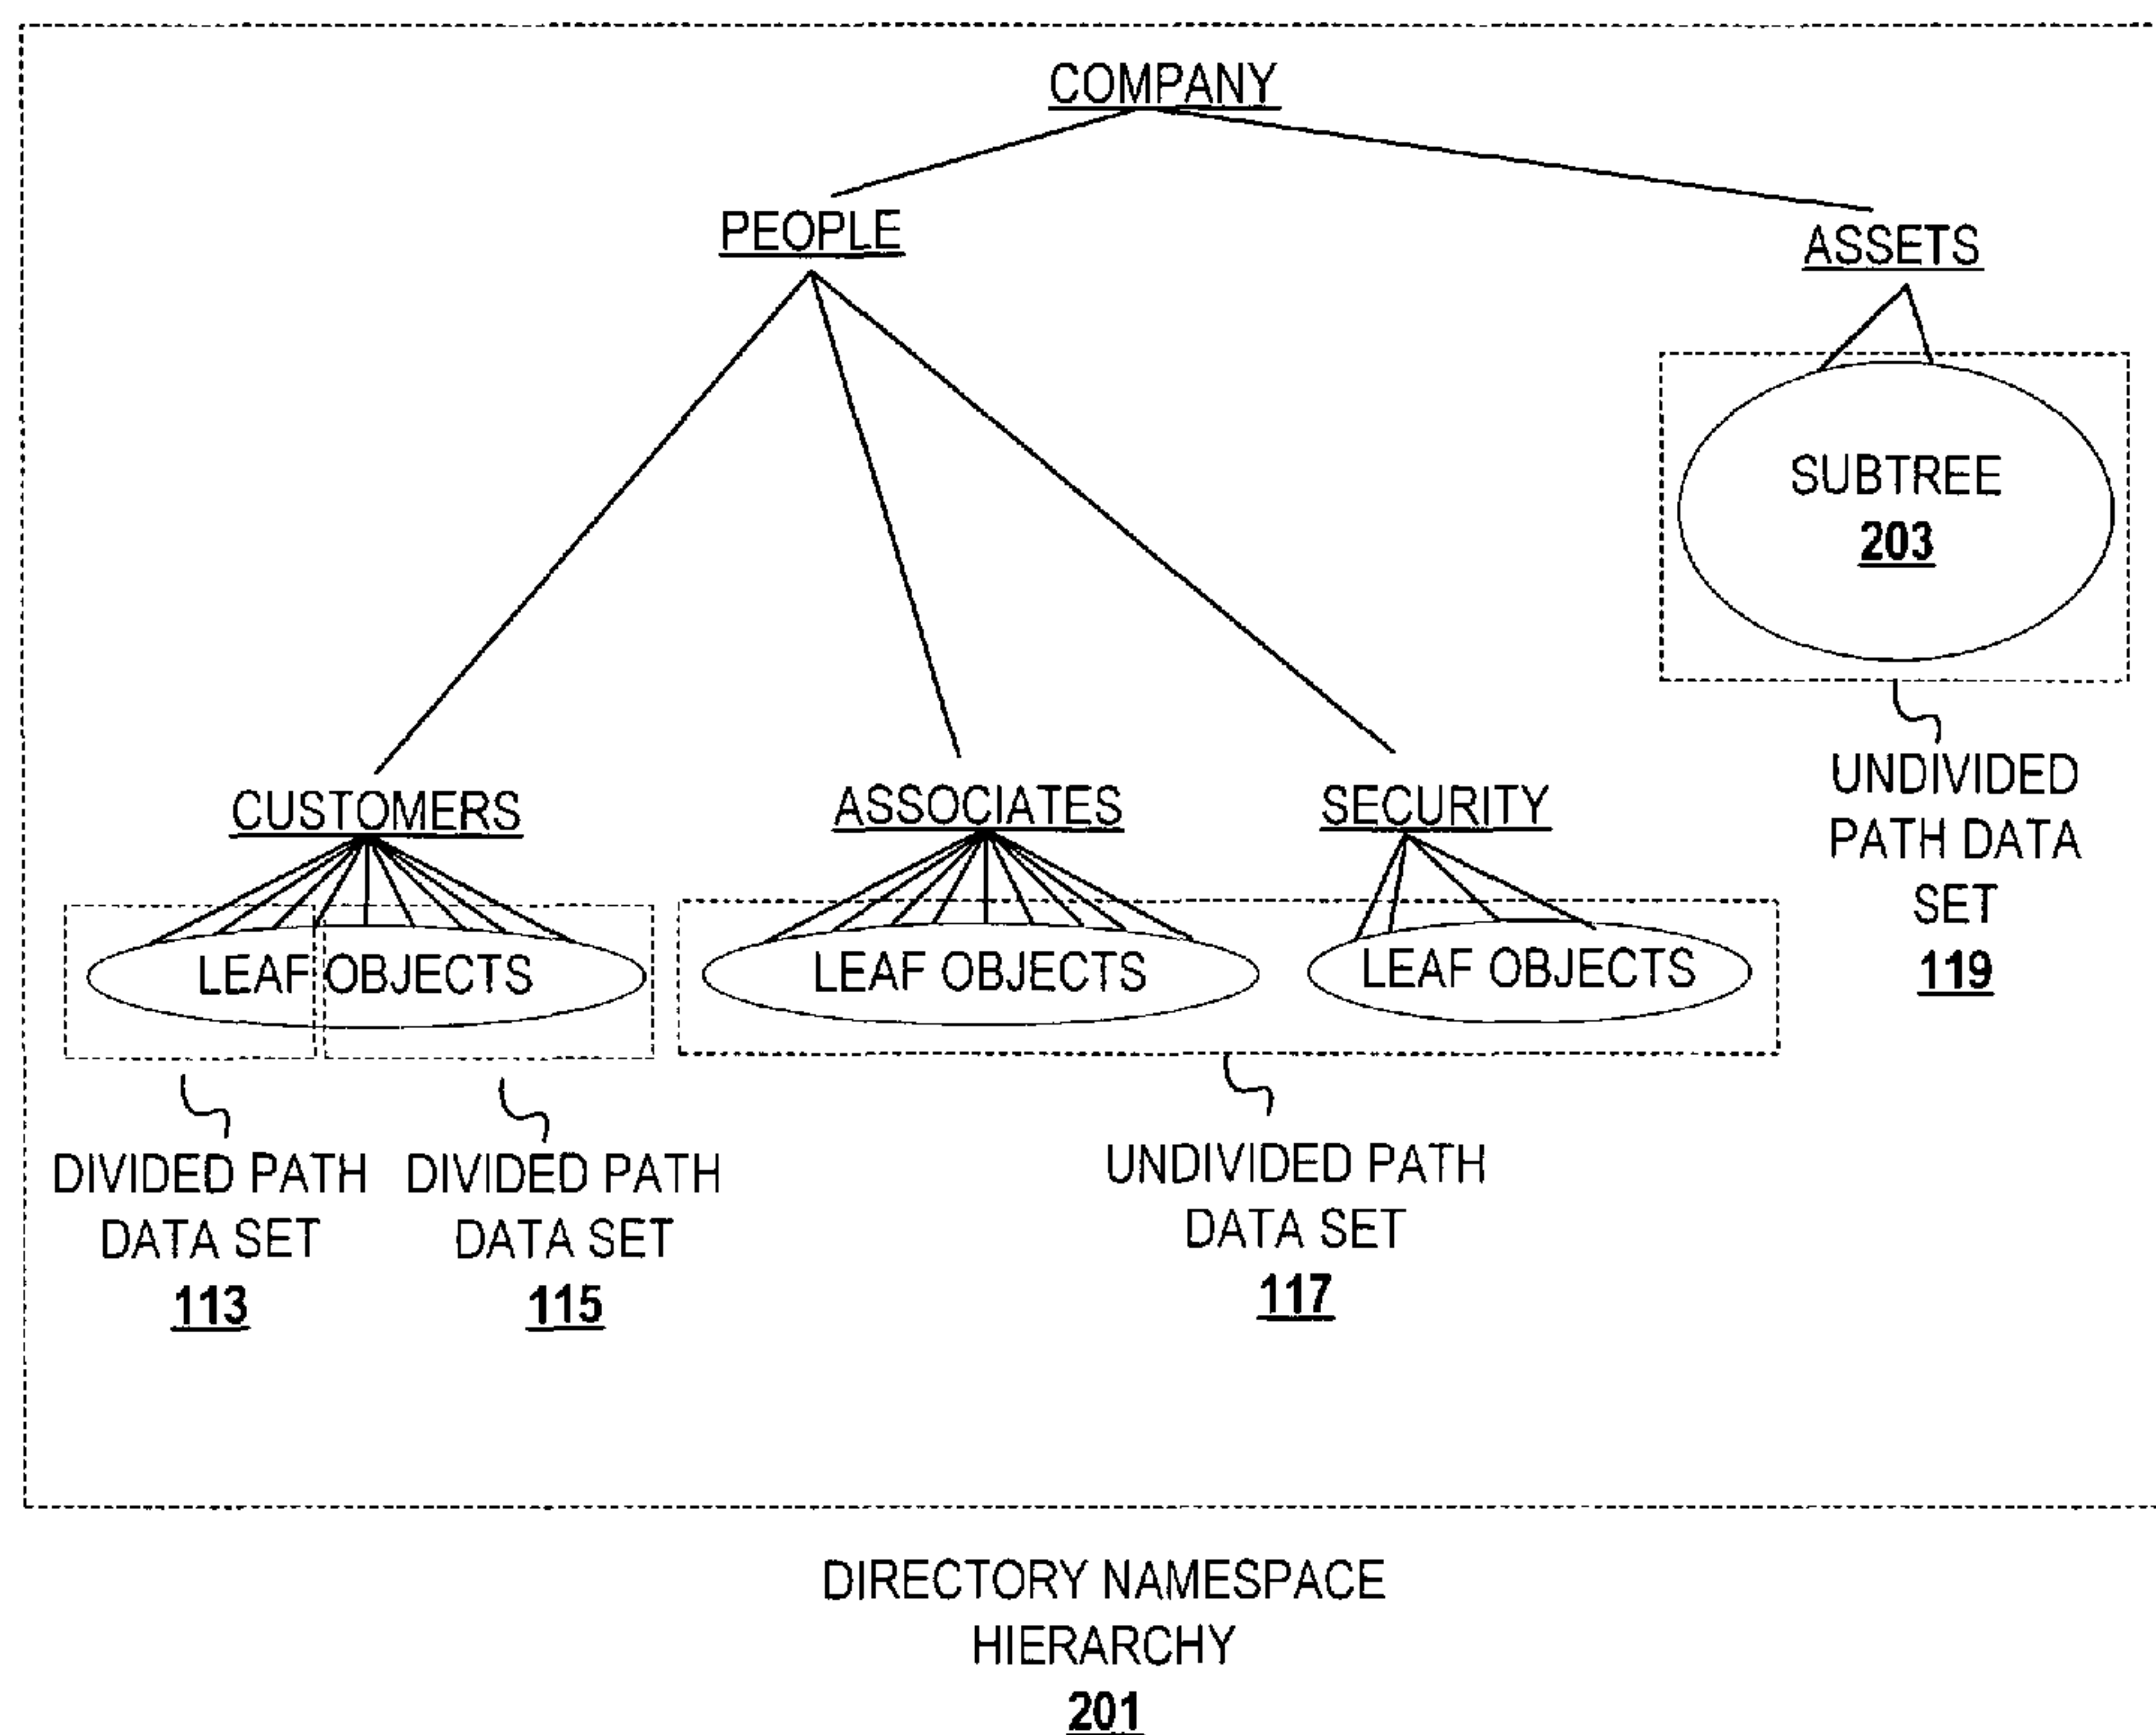 COMPANY
PEOPLE
ASSETS
SUBTREE
203
UNDIVIDED
PATH DATA
SET
119
CUSTOMERS
ASSOCIATES
SECURITY
LEAF OBJECTS
LEAF OBJECTS
LEAF OBJECTS
DIVIDED PATH
DATA SET
113
DIVIDED PATH
DATA SET
115
UNDIVIDED PATH
DATA SET
117
DIRECTORY NAMESPACE
HIERARCHY
201